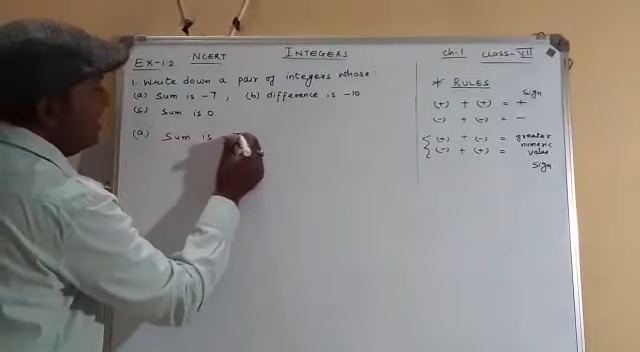 Ex-1.2 NCERT INTEGERS Ch-1 CLASS-VII
1. Write down a pair of integers whose:
(a) Sum is -7, (b) difference is -10
(c) Sum is 0
(a) Sum is
* RULES
Sign
(+) + (+) = +
(-) + (-) = -
(+) + (-) = greater
numeric
(-) + (+) = value
Sign